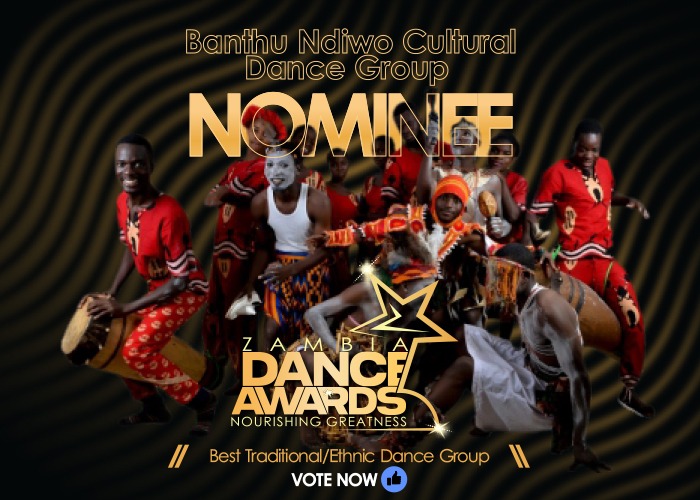 Banthu Ndiwo Cultural
Dance Group
NOMINEE
ZAMBIA
DANCE
AWARDS
NOURISHING GREATNESS
// Best Traditional/Ethnic Dance Group \\
VOTE NOW